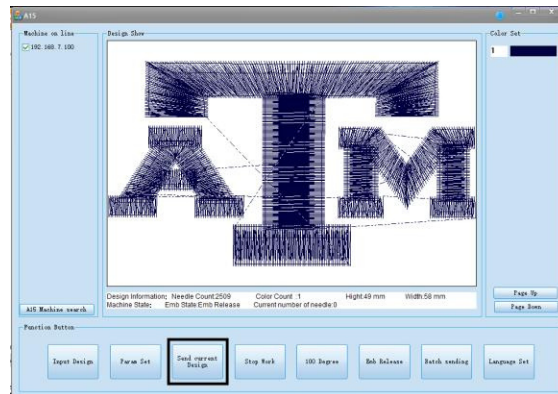 A15
Machine on line
192.168.7.100
A15 Machine search
Design Show
ATM
Design Information: Needle Count:2509 Color Count :1 Hight:49 mm Width:58 mm
Machine State: Emb State:Emb Release Current number of needle:0
Color Set
1
Page Up
Page Down
Function Button
Input Design
Param Set
Send current
Design
Stop Work
100 Degree
Emb Release
Batch sending
Language Set